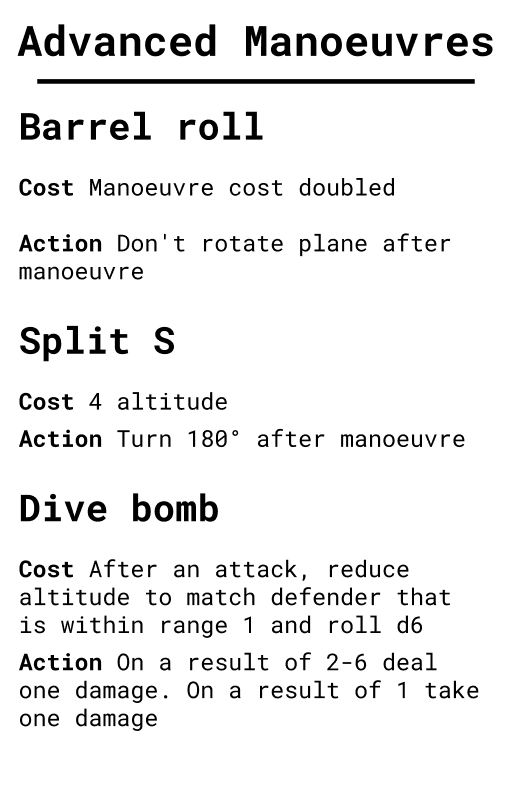 Advanced Manoeuvres
Barrel roll
Cost Manoeuvre cost doubled
Action Don't rotate plane after
manoeuvre
Split S
Cost 4 altitude
Action Turn 180° after manoeuvre
Dive bomb
Cost After an attack, reduce
altitude to match defender that
is within range 1 and roll d6
Action On a result of 2-6 deal
one damage. On a result of 1 take
one damage